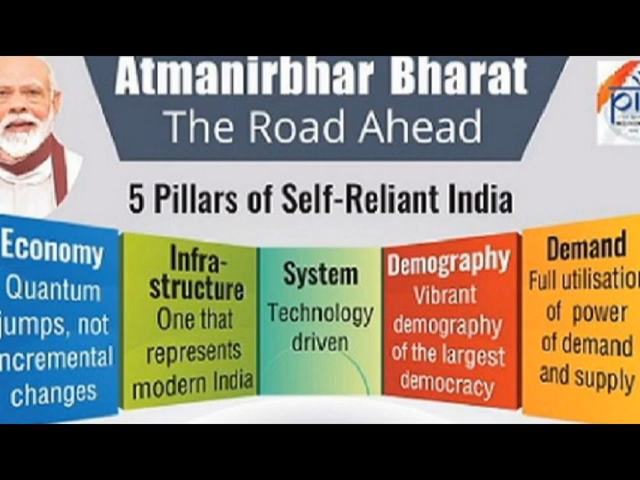 Atmanirbhar Bharat
The Road Ahead
5 Pillars of Self-Reliant India
Economy
Quantum
jumps, not
incremental
changes
Infra-
structure
One that
represents
modern India
System
Technology
driven
Demography
Vibrant
demography
of the largest
democracy
Demand
Full utilisation
of power
of demand
and supply